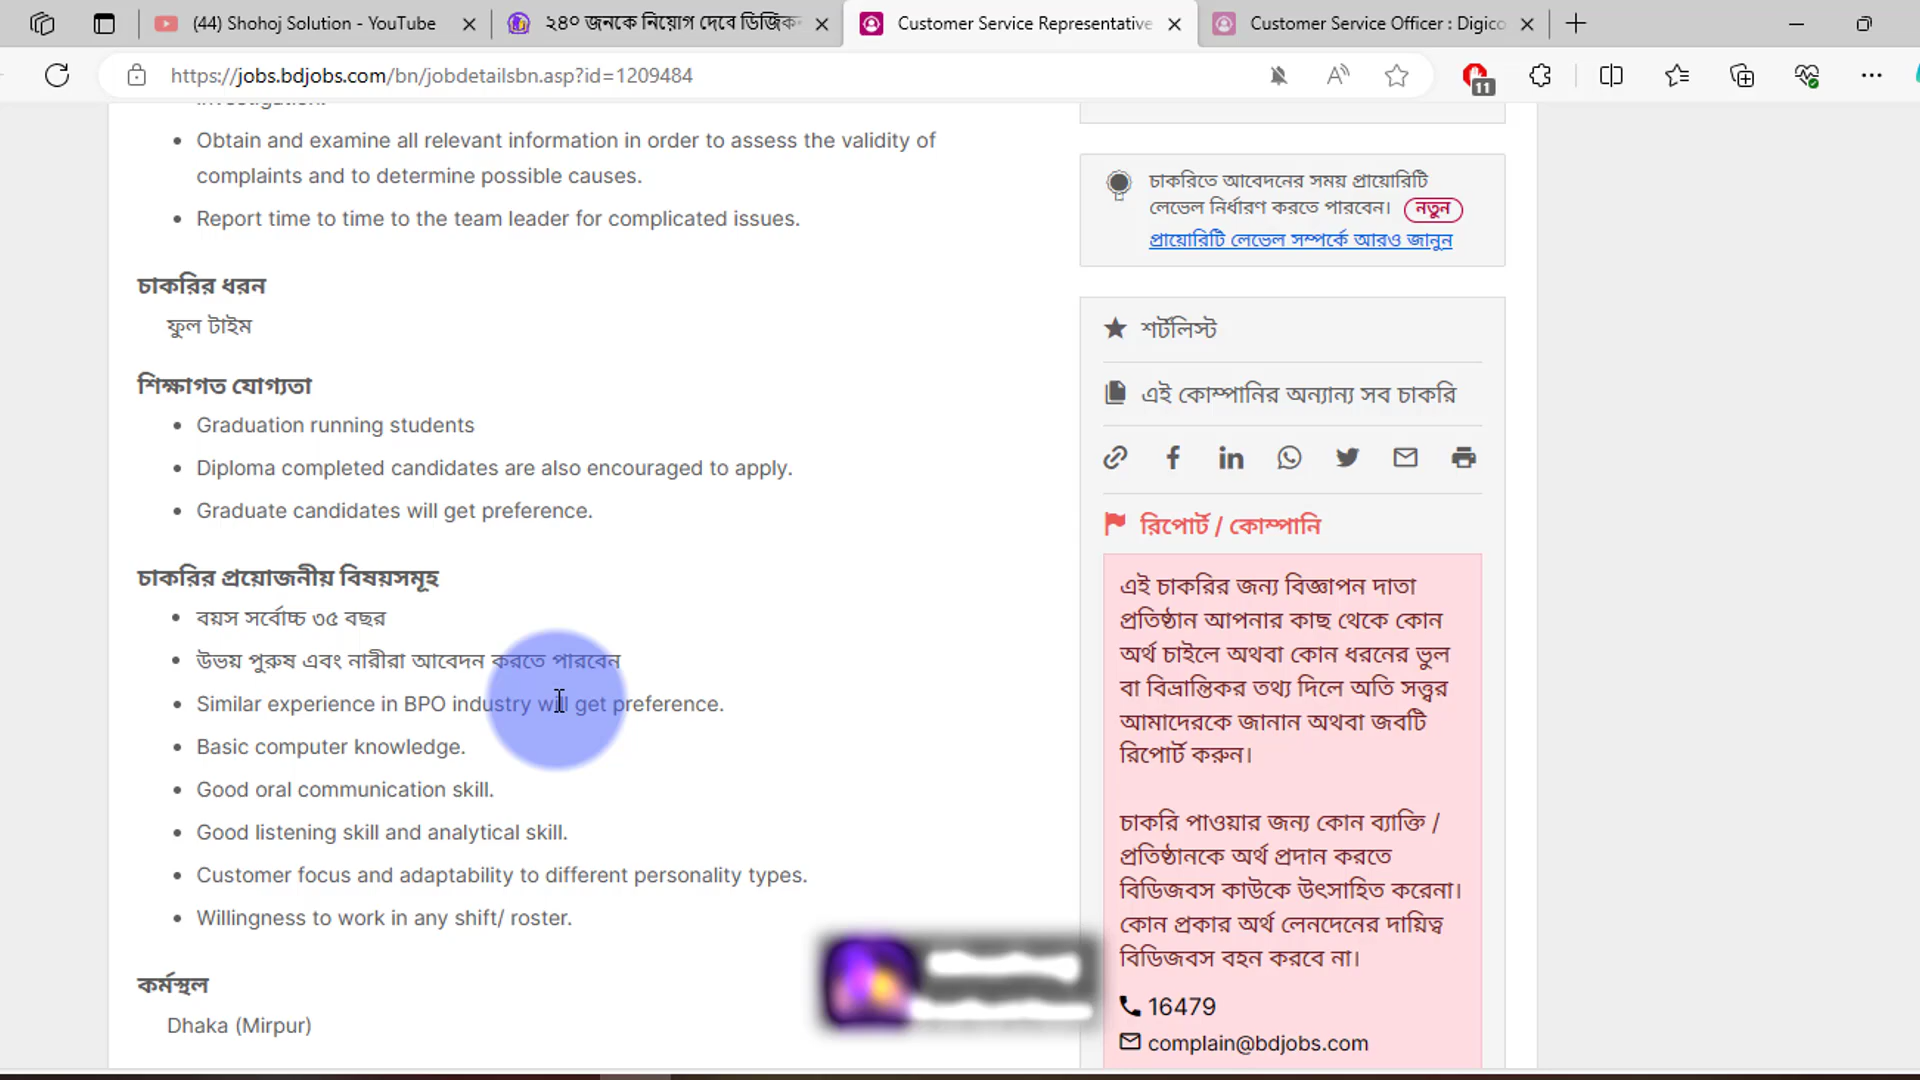 (44) Shohoj Solution - YouTube
২৪০ জনকে নিয়োগ দেবে ডিজিক
Customer Service Representative
Customer Service Officer : Digico
https://jobs.bdjobs.com/bn/jobdetailsbn.asp?id=1209484
11
investigation.
Obtain and examine all relevant information in order to assess the validity of
complaints and to determine possible causes.
Report time to time to the team leader for complicated issues.
চাকরির ধরন
ফুল টাইম
শিক্ষাগত যোগ্যতা
Graduation running students
Diploma completed candidates are also encouraged to apply.
Graduate candidates will get preference.
চাকরির প্রয়োজনীয় বিষয়সমূহ
বয়স সর্বোচ্চ ৩৫ বছর
উভয় পুরুষ এবং নারীরা আবেদন করতে পারবেন
Similar experience in BPO industry will get preference.
Basic computer knowledge.
Good oral communication skill.
Good listening skill and analytical skill.
Customer focus and adaptability to different personality types.
Willingness to work in any shift/ roster.
কর্মস্থল
Dhaka (Mirpur)
চাকরিতে আবেদনের সময় প্রায়োরিটি
লেভেল নির্ধারণ করতে পারবেন। নতুন
প্রায়োরিটি লেভেল সম্পর্কে আরও জানুন
শর্টলিস্ট
এই কোম্পানির অন্যান্য সব চাকরি
রিপোর্ট / কোম্পানি
এই চাকরির জন্য বিজ্ঞাপন দাতা
প্রতিষ্ঠান আপনার কাছ থেকে কোন
অর্থ চাইলে অথবা কোন ধরনের ভুল
বা বিভ্রান্তিকর তথ্য দিলে অতি সত্ত্বর
আমাদেরকে জানান অথবা জবটি
রিপোর্ট করুন।
চাকরি পাওয়ার জন্য কোন ব্যাক্তি /
প্রতিষ্ঠানকে অর্থ প্রদান করতে
বিডিজবস কাউকে উৎসাহিত করেনা।
কোন প্রকার অর্থ লেনদেনের দায়িত্ব
বিডিজবস বহন করবে না।
16479
complain@bdjobs.com